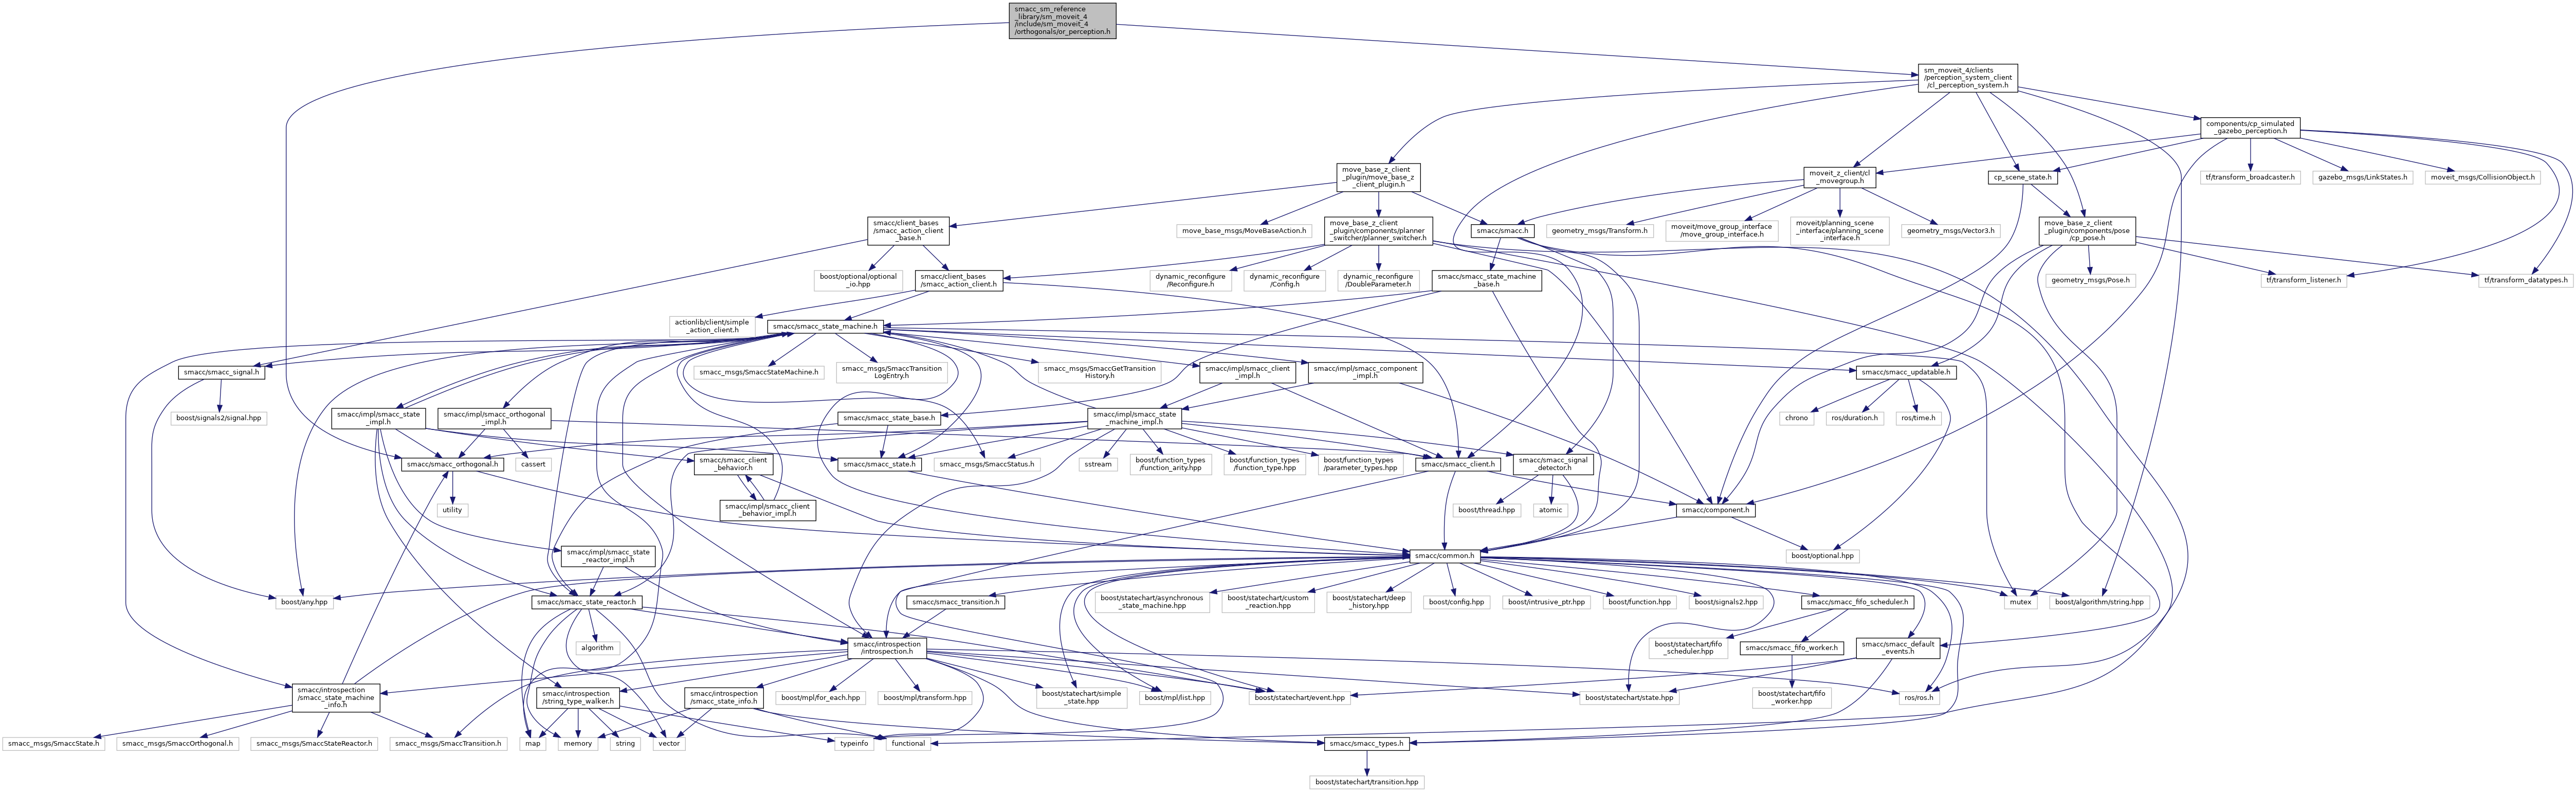 smacc_sm_reference
_library/sm_moveit_4
/include/sm_moveit_4
/orthogonals/or_perception.h
sm_moveit_4/clients
/perception_system_client
/cl_perception_system.h
components/cp_simulated
_gazebo_perception.h
move_base_z_client
_plugin/move_base_z
_client_plugin.h
moveit_z_client/cl
_movegroup.h
cp_scene_state.h
tf/transform_broadcaster.h
gazebo_msgs/LinkStates.h
moveit_msgs/CollisionObject.h
smacc/client_bases
/smacc_action_client
_base.h
move_base_msgs/MoveBaseAction.h
move_base_z_client
_plugin/components/planner
_switcher/planner_switcher.h
smacc/smacc.h
geometry_msgs/Transform.h
moveit/move_group_interface
/move_group_interface.h
moveit/planning_scene
_interface/planning_scene
_interface.h
geometry_msgs/Vector3.h
move_base_z_client
_plugin/components/pose
/cp_pose.h
boost/optional/optional
_io.hpp
smacc/client_bases
/smacc_action_client.h
dynamic_reconfigure
/Reconfigure.h
dynamic_reconfigure
/Config.h
dynamic_reconfigure
/DoubleParameter.h
smacc/smacc_state_machine
_base.h
geometry_msgs/Pose.h
tf/transform_listener.h
tf/transform_datatypes.h
actionlib/client/simple
_action_client.h
smacc/smacc_state_machine.h
smacc/smacc_signal.h
smacc_msgs/SmaccStateMachine.h
smacc_msgs/SmaccTransition
LogEntry.h
smacc_msgs/SmaccGetTransition
History.h
smacc/impl/smacc_client
_impl.h
smacc/impl/smacc_component
_impl.h
smacc/smacc_updatable.h
boost/signals2/signal.hpp
smacc/impl/smacc_state
_impl.h
smacc/impl/smacc_orthogonal
_impl.h
smacc/smacc_state_base.h
smacc/impl/smacc_state
_machine_impl.h
chrono
ros/duration.h
ros/time.h
smacc/smacc_orthogonal.h
cassert
smacc/smacc_client
_behavior.h
smacc/smacc_state.h
smacc_msgs/SmaccStatus.h
sstream
boost/function_types
/function_arity.hpp
boost/function_types
/function_type.hpp
boost/function_types
/parameter_types.hpp
smacc/smacc_client.h
smacc/smacc_signal
_detector.h
utility
smacc/impl/smacc_client
_behavior_impl.h
boost/thread.hpp
atomic
smacc/component.h
smacc/impl/smacc_state
_reactor_impl.h
smacc/common.h
boost/optional.hpp
boost/any.hpp
smacc/smacc_state_reactor.h
smacc/smacc_transition.h
boost/statechart/asynchronous
_state_machine.hpp
boost/statechart/custom
_reaction.hpp
boost/statechart/deep
_history.hpp
boost/config.hpp
boost/intrusive_ptr.hpp
boost/function.hpp
boost/signals2.hpp
smacc/smacc_fifo_scheduler.h
mutex
boost/algorithm/string.hpp
algorithm
smacc/introspection
/introspection.h
boost/statechart/fifo
_scheduler.hpp
smacc/smacc_fifo_worker.h
smacc/smacc_default
_events.h
smacc/introspection
/smacc_state_machine
_info.h
smacc/introspection
/string_type_walker.h
smacc/introspection
/smacc_state_info.h
boost/mpl/for_each.hpp
boost/mpl/transform.hpp
boost/statechart/simple
_state.hpp
boost/mpl/list.hpp
boost/statechart/event.hpp
boost/statechart/state.hpp
boost/statechart/fifo
_worker.hpp
ros/ros.h
smacc_msgs/SmaccState.h
smacc_msgs/SmaccOrthogonal.h
smacc_msgs/SmaccStateReactor.h
smacc_msgs/SmaccTransition.h
map
memory
string
vector
typeinfo
functional
smacc/smacc_types.h
boost/statechart/transition.hpp